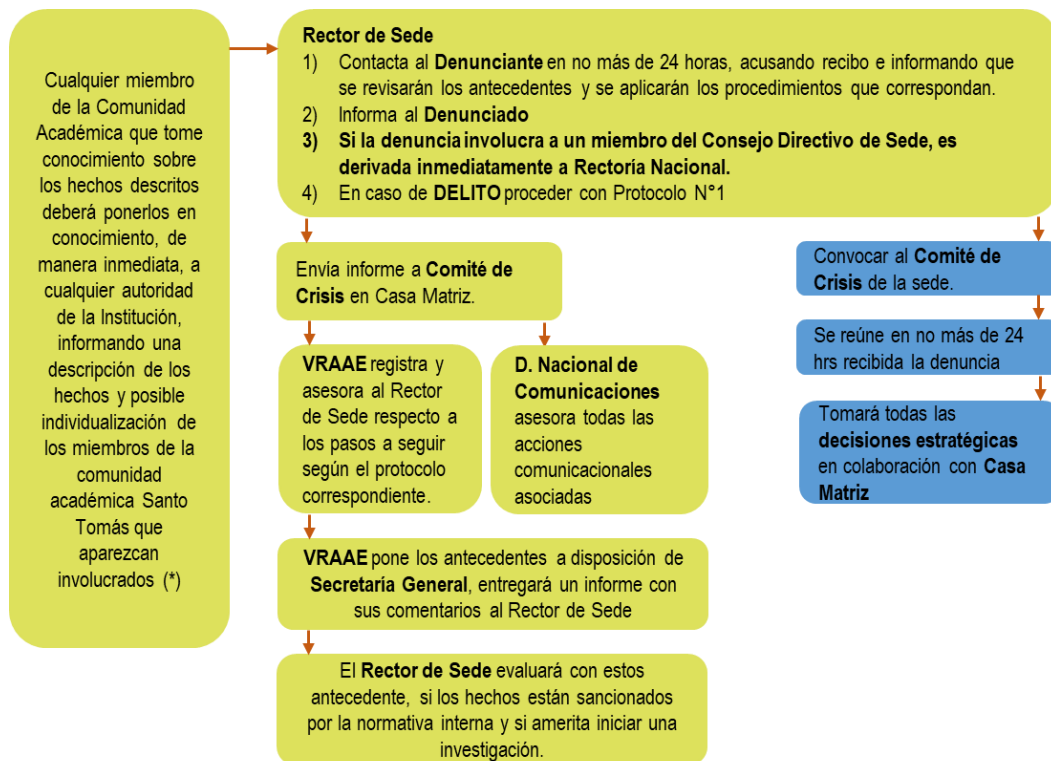 Cualquier miembro
de la Comunidad
Académica que tome
conocimiento sobre
los hechos descritos
deberá ponerlos en
conocimiento, de
manera inmediata, a
cualquier autoridad
de la Institución,
informando una
descripción de los
hechos y posible
individualización de
los miembros de la
comunidad
académica Santo
Tomás que
aparezcan
involucrados (*)
Rector de Sede
1) Contacta al Denunciante en no más de 24 horas, acusando recibo e informando que
se revisarán los antecedentes y se aplicarán los procedimientos que correspondan.
2) Informa al Denunciado
3) Si la denuncia involucra a un miembro del Consejo Directivo de Sede, es
derivada inmediatamente a Rectoría Nacional.
4) En caso de DELITO proceder con Protocolo N°1
Envía informe a Comité de
Crisis en Casa Matriz.
VRAAE registra y
asesora al Rector
de Sede respecto a
los pasos a seguir
según el protocolo
correspondiente.
D. Nacional de
Comunicaciones
asesora todas las
acciones
comunicacionales
asociadas
VRAAE pone los antecedentes a disposición de
Secretaría General, entregará un informe con
sus comentarios al Rector de Sede
El Rector de Sede evaluará con estos
antecedente, si los hechos están sancionados
por la normativa interna y si amerita iniciar una
investigación.
Convocar al Comité de
Crisis de la sede.
Se reúne en no más de 24
hrs recibida la denuncia
Tomará todas las
decisiones estratégicas
en colaboración con Casa
Matriz